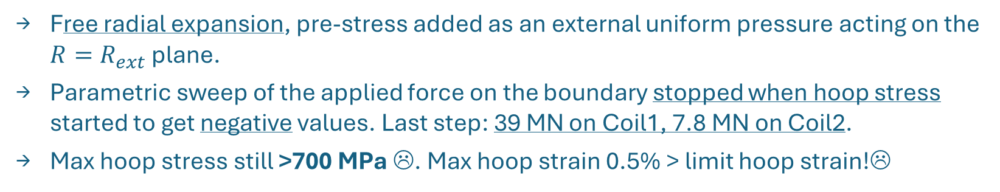 → Free radial expansion, pre-stress added as an external uniform pressure acting on the
R = R_ext plane.
→ Parametric sweep of the applied force on the boundary stopped when hoop stress
started to get negative values. Last step: 39 MN on Coil1, 7.8 MN on Coil2.
→ Max hoop stress still >700 MPa ☹. Max hoop strain 0.5% > limit hoop strain!☹